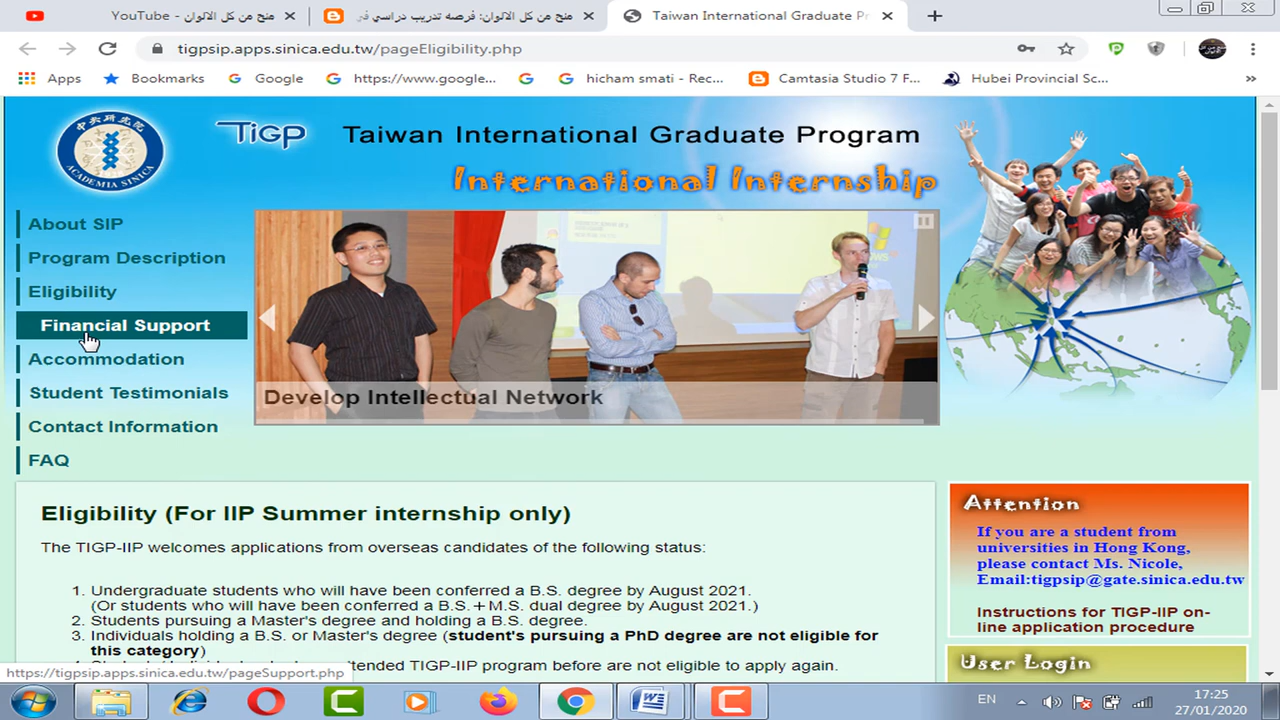 منح من كل الالوان - YouTube
منح من كل الالوان: فرصه تدريب دراسي في
Taiwan International Graduate Pr
tigpsip.apps.sinica.edu.tw/pageEligibility.php
Apps
Bookmarks
Google
https://www.google...
hicham smati - Rec...
Camtasia Studio 7 F...
Hubei Provincial Sc...
»
中央研究院
ACADEMIA SINICA
TIGP
Taiwan International Graduate Program
International Internship
About SIP
Program Description
Eligibility
Financial Support
Accommodation
Student Testimonials
Contact Information
FAQ
Develop Intellectual Network
Eligibility (For IIP Summer internship only)
The TIGP-IIP welcomes applications from overseas candidates of the following status:
1. Undergraduate students who will have been conferred a B.S. degree by August 2021.
(Or students who will have been conferred a B.S.+M.S. dual degree by August 2021.)
2. Students pursuing a Master's degree and holding a B.S. degree.
3. Individuals holding a B.S. or Master's degree (student's pursuing a PhD degree are not eligible for
this category)
attended TIGP-IIP program before are not eligible to apply again.
Attention
If you are a student from
universities in Hong Kong,
please contact Ms. Nicole,
Email:tigpsip@gate.sinica.edu.tw
Instructions for TIGP-IIP on-
line application procedure
User Login
https://tigpsip.apps.sinica.edu.tw/pageSupport.php
EN
17:25
27/01/2020